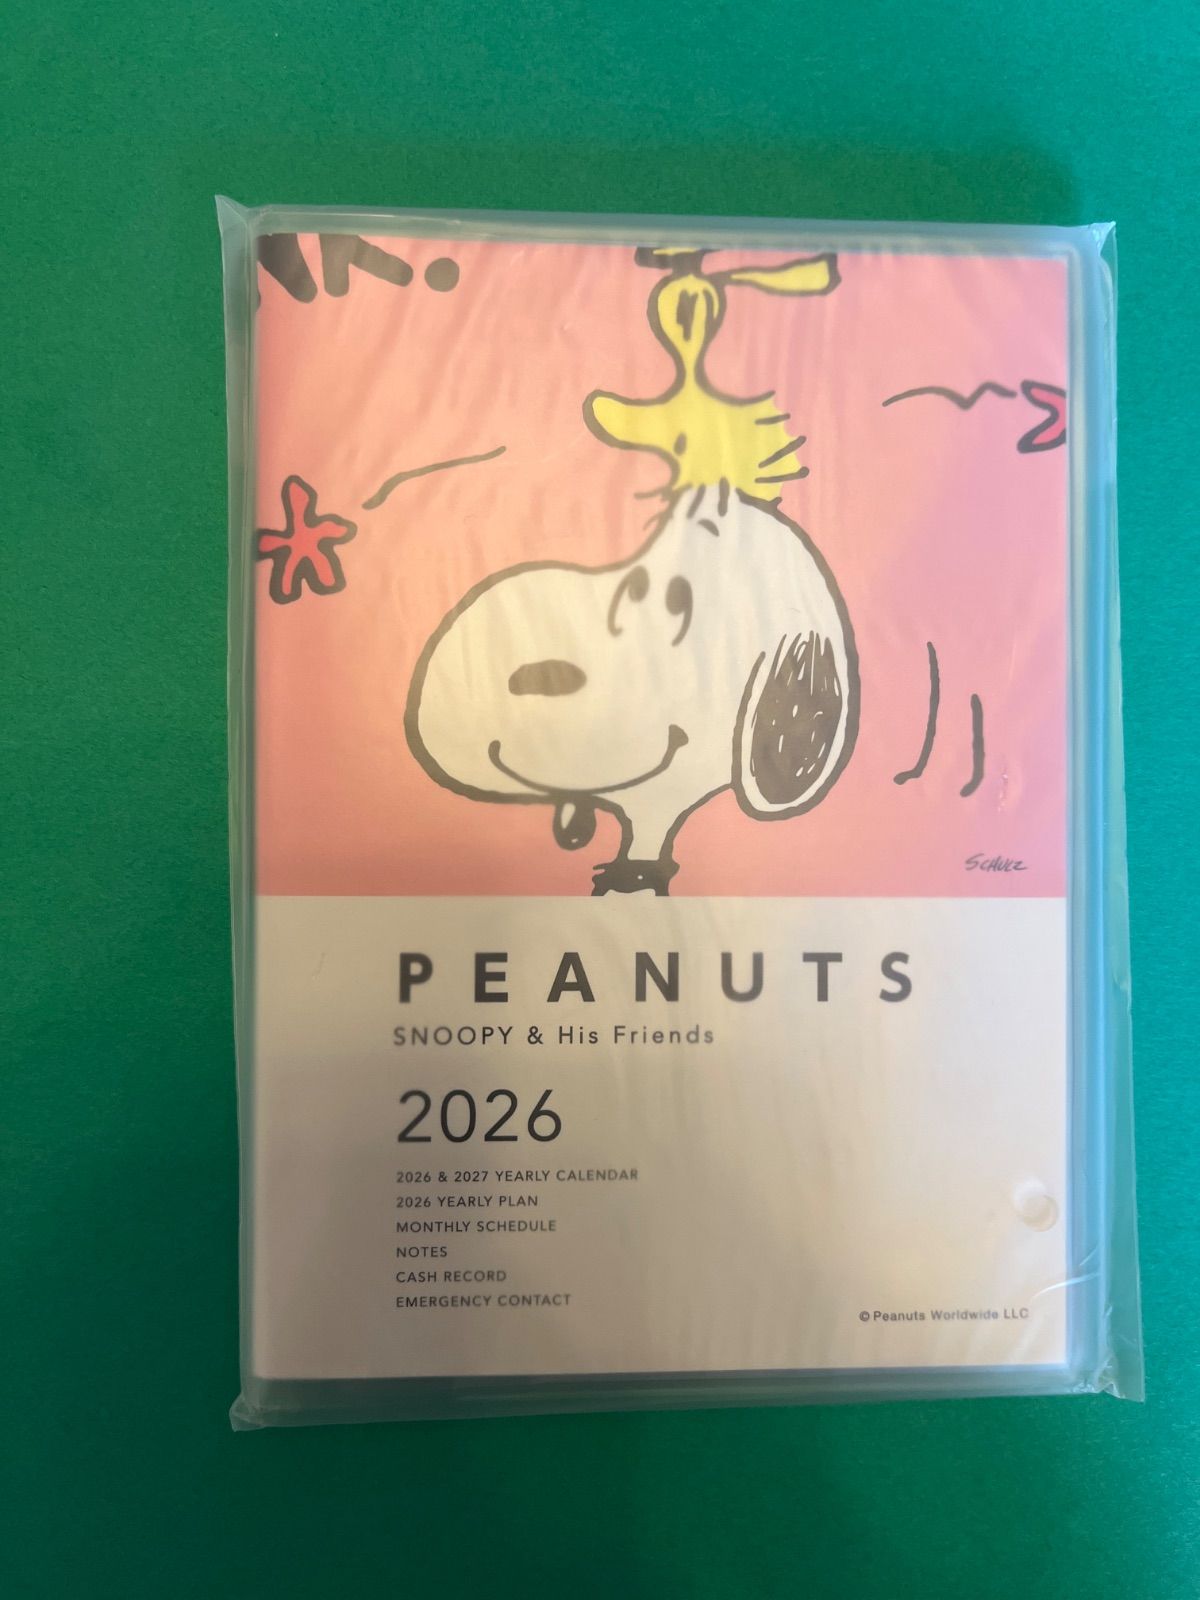 SCHULZ
PEANUTS
SNOOPY & His Friends
2026
2026 & 2027 YEARLY CALENDAR
2026 YEARLY PLAN
MONTHLY SCHEDULE
NOTES
CASH RECORD
EMERGENCY CONTACT
© Peanuts Worldwide LLC